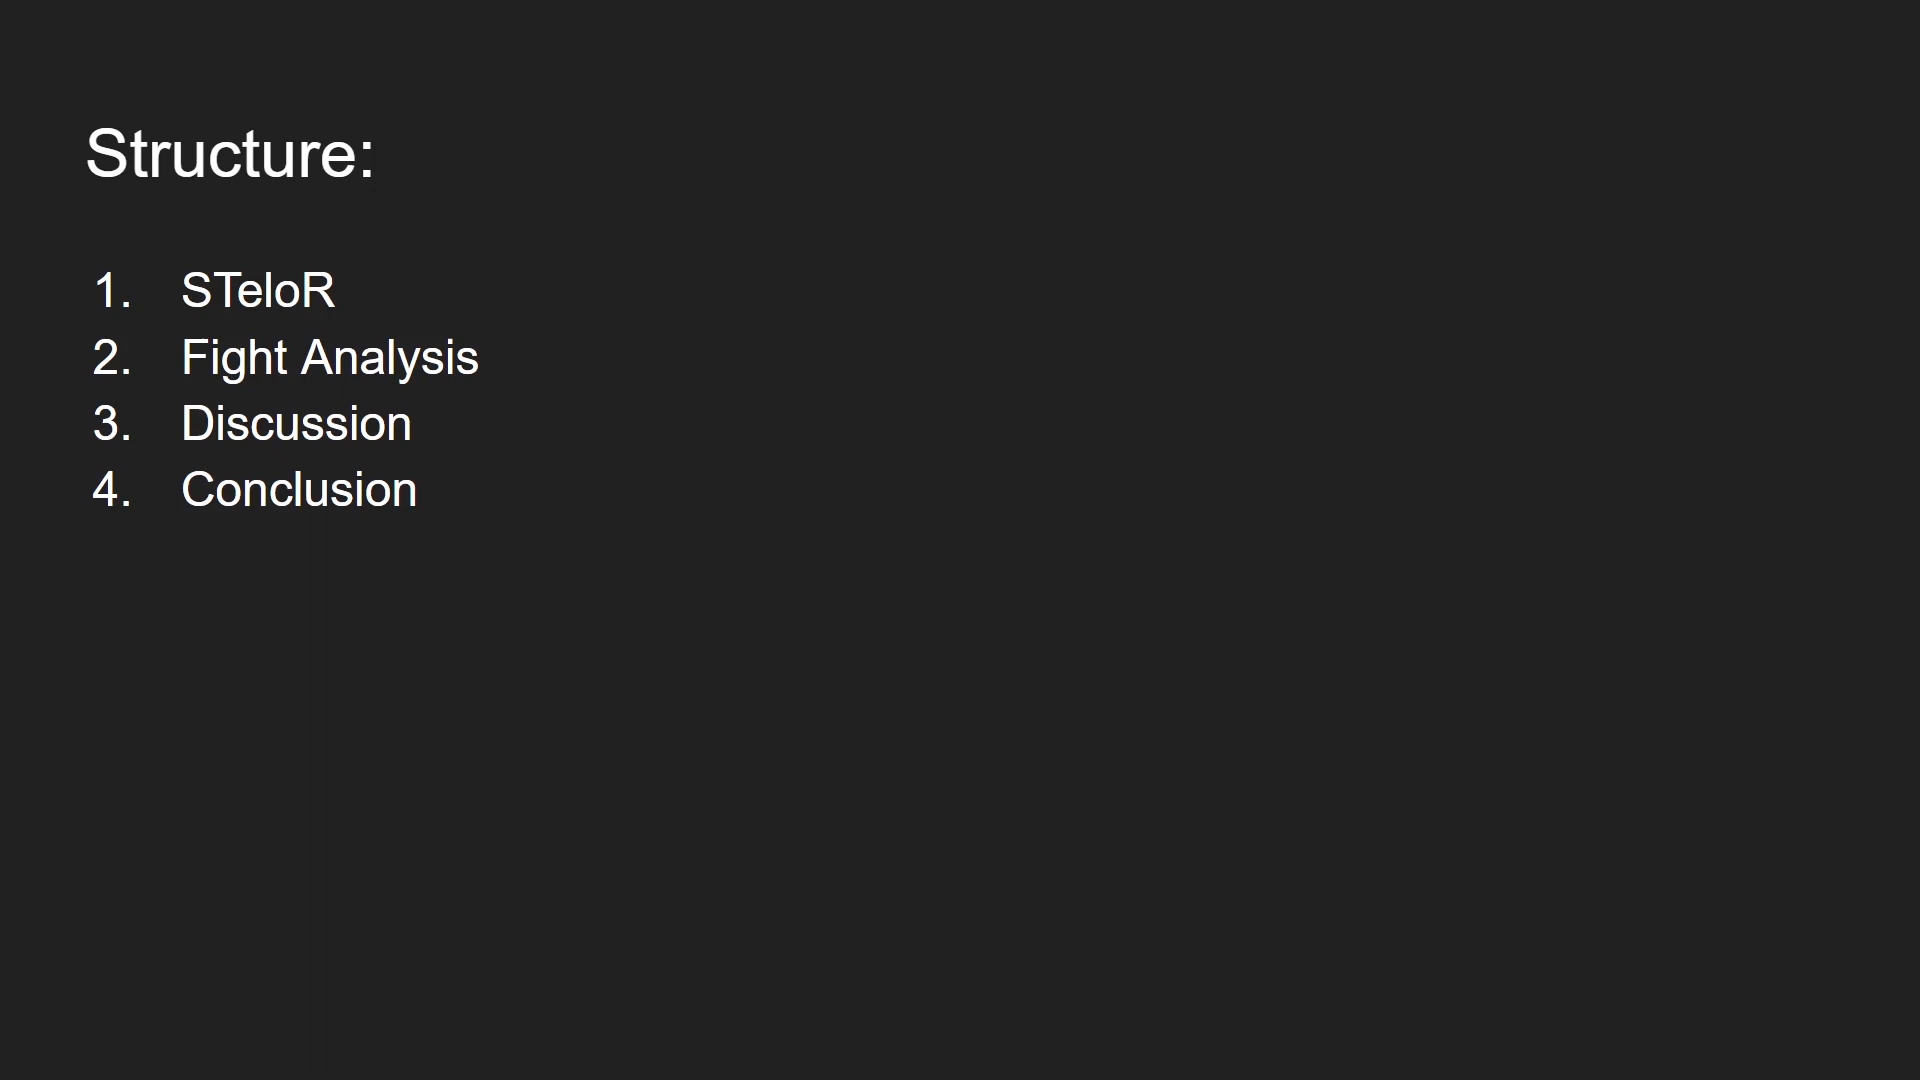 Structure:
1. STeloR
2. Fight Analysis
3. Discussion
4. Conclusion